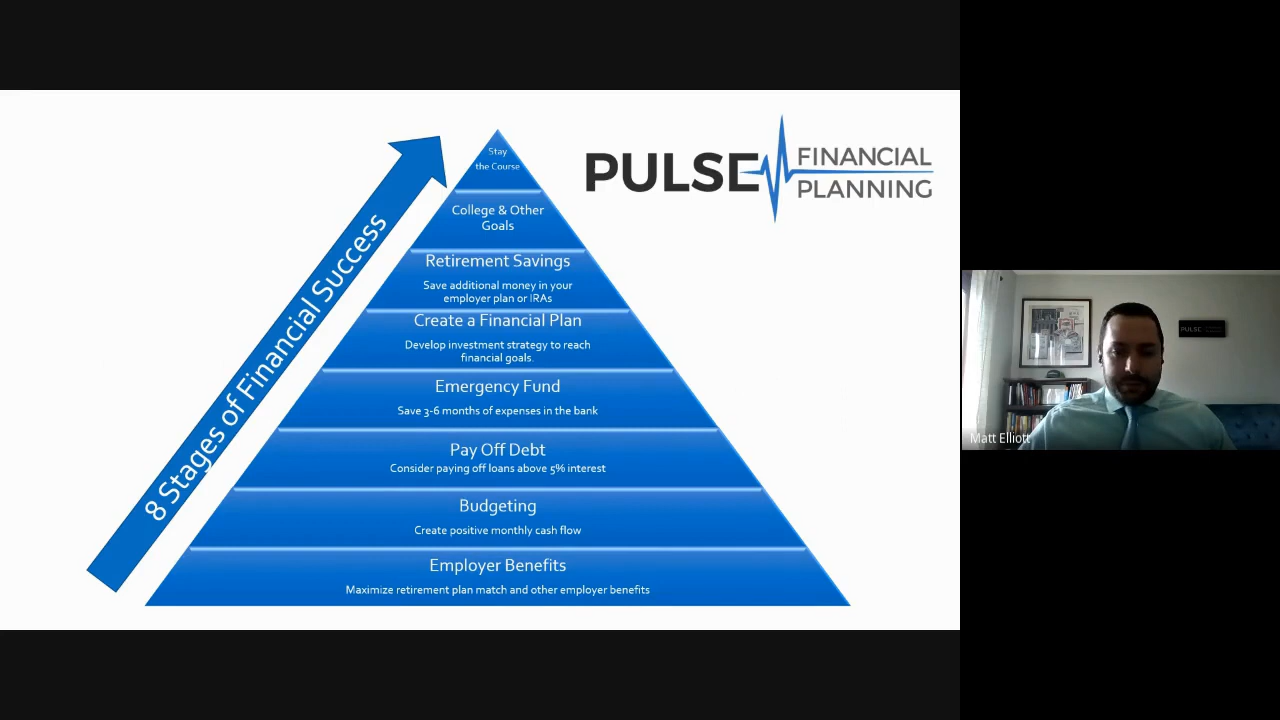 8 Stages of Financial Success
PULSE
FINANCIAL
PLANNING
Stay
the Course
College & Other
Goals
Retirement Savings
Save additional money in your
employer plan or IRAs
Create a Financial Plan
Develop investment strategy to reach
financial goals.
Emergency Fund
Save 3-6 months of expenses in the bank
Pay Off Debt
Consider paying off loans above 5% interest
Budgeting
Create positive monthly cash flow
Employer Benefits
Maximize retirement plan match and other employer benefits
PULSE
Matt Elliott